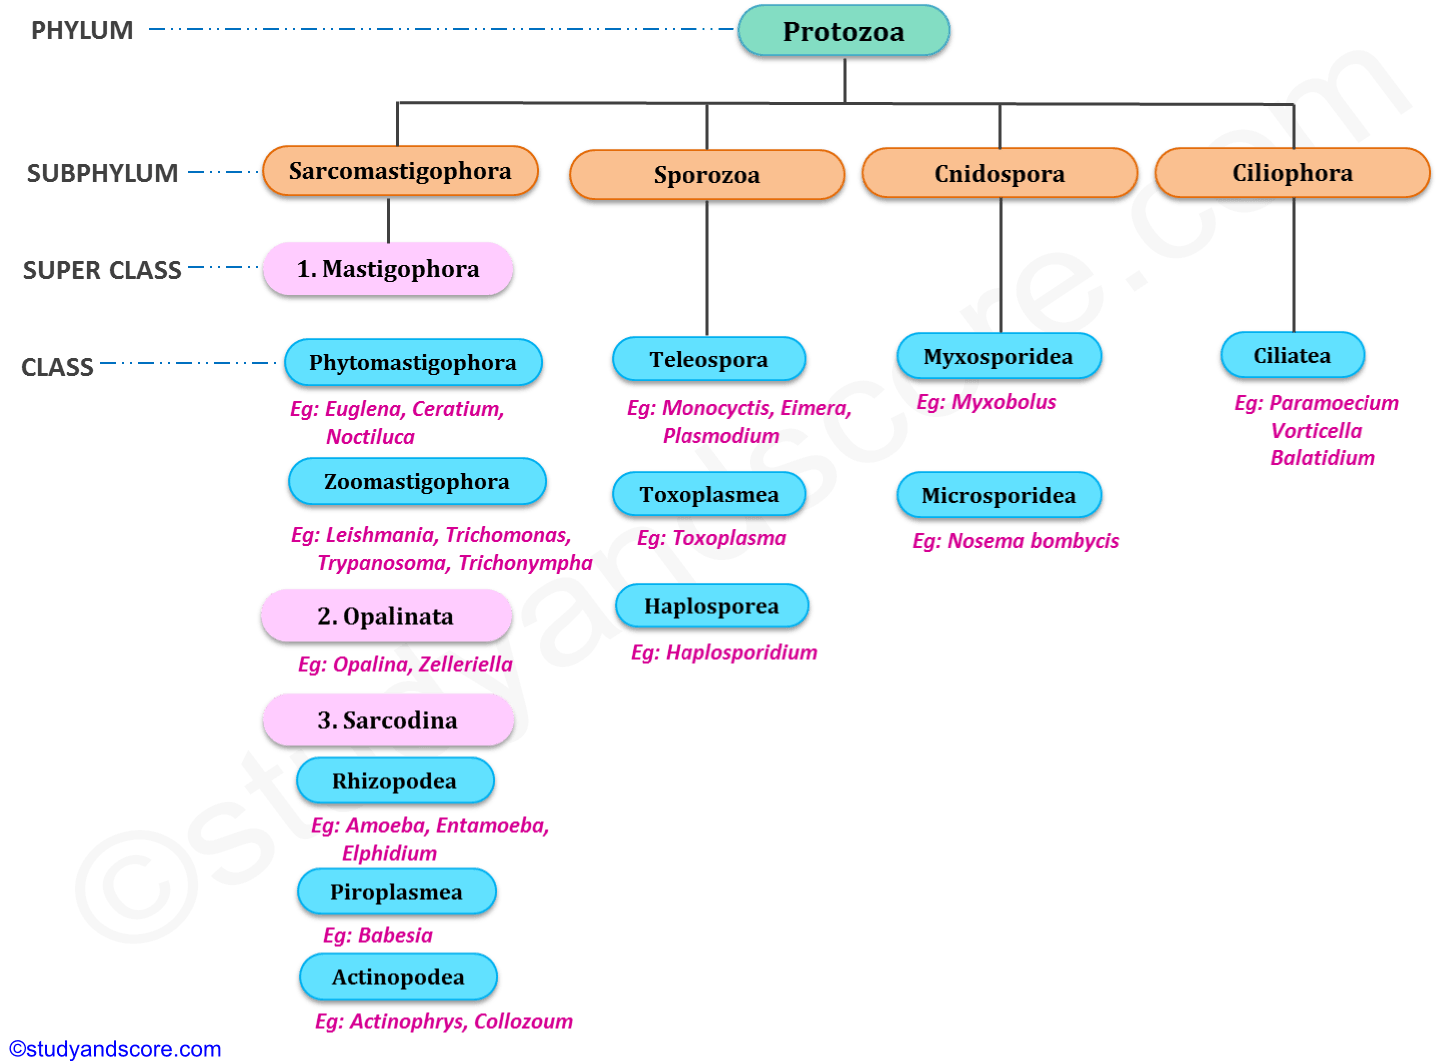 PHYLUM
Protozoa
SUBPHYLUM
Sarcomastigophora
Sporozoa
Cnidospora
Ciliophora
SUPER CLASS
1. Mastigophora
CLASS
Phytomastigophora
Eg: Euglena, Ceratium,
Noctiluca
Zoomastigophora
Eg: Leishmania, Trichomonas,
Trypanosoma, Trichonympha
2. Opalinata
Eg: Opalina, Zelleriella
3. Sarcodina
Rhizopodea
Eg: Amoeba, Entamoeba,
Elphidium
Piroplasmea
Eg: Babesia
Actinopodea
Eg: Actinophrys, Collozoum
Teleospora
Eg: Monocyctis, Eimera,
Plasmodium
Toxoplasmea
Eg: Toxoplasma
Haplosporea
Eg: Haplosporidium
Myxosporidea
Eg: Myxobolus
Microsporidea
Eg: Nosema bombycis
Ciliatea
Eg: Paramoecium
Vorticella
Balatidium
©studyandscore.com
©studyandscore.com